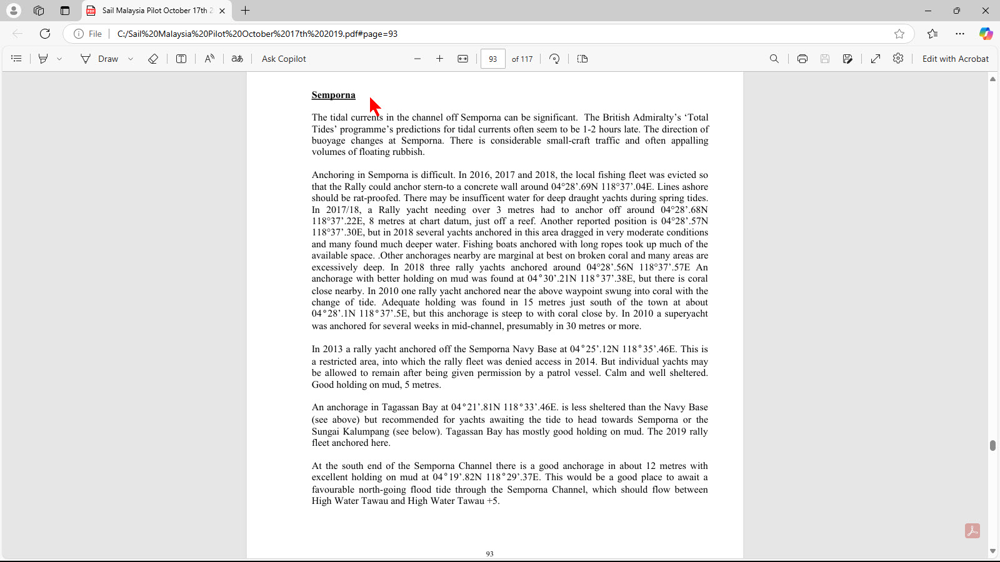 Sail Malaysia Pilot October 17th 2
File
C:/Sail%20Malaysia%20Pilot%20October%2017th%202019.pdf#page=93
Draw
T
A
aあ
Ask Copilot
93 of 117
Edit with Acrobat
Semporna
The tidal currents in the channel off Semporna can be significant. The British Admiralty's ‘Total
Tides’ programme’s predictions for tidal currents often seem to be 1-2 hours late. The direction of
buoyage changes at Semporna. There is considerable small-craft traffic and often appalling
volumes of floating rubbish.
Anchoring in Semporna is difficult. In 2016, 2017 and 2018, the local fishing fleet was evicted so
that the Rally could anchor stern-to a concrete wall around 04°28’.69N 118°37’.04E. Lines ashore
should be rat-proofed. There may be insufficent water for deep draught yachts during spring tides.
In 2017/18, a Rally yacht needing over 3 metres had to anchor off around 04°28’.68N
118°37’.22E, 8 metres at chart datum, just off a reef. Another reported position is 04°28’.57N
118°37’.30E, but in 2018 several yachts anchored in this area dragged in very moderate conditions
and many found much deeper water. Fishing boats anchored with long ropes took up much of the
available space. .Other anchorages nearby are marginal at best on broken coral and many areas are
excessively deep. In 2018 three rally yachts anchored around 04°28’.56N 118°37’.57E An
anchorage with better holding on mud was found at 04°30’.21N 118°37’.38E, but there is coral
close nearby. In 2010 one rally yacht anchored near the above waypoint swung into coral with the
change of tide. Adequate holding was found in 15 metres just south of the town at about
04°28’.1N 118°37’.5E, but this anchorage is steep to with coral close by. In 2010 a superyacht
was anchored for several weeks in mid-channel, presumably in 30 metres or more.
In 2013 a rally yacht anchored off the Semporna Navy Base at 04°25’.12N 118°35’.46E. This is
a restricted area, into which the rally fleet was denied access in 2014. But individual yachts may
be allowed to remain after being given permission by a patrol vessel. Calm and well sheltered.
Good holding on mud, 5 metres.
An anchorage in Tagassan Bay at 04°21’.81N 118°33’.46E. is less sheltered than the Navy Base
(see above) but recommended for yachts awaiting the tide to head towards Semporna or the
Sungai Kalumpang (see below). Tagassan Bay has mostly good holding on mud. The 2019 rally
fleet anchored here.
At the south end of the Semporna Channel there is a good anchorage in about 12 metres with
excellent holding on mud at 04°19’.82N 118°29’.37E. This would be a good place to await a
favourable north-going flood tide through the Semporna Channel, which should flow between
High Water Tawau and High Water Tawau +5.
93